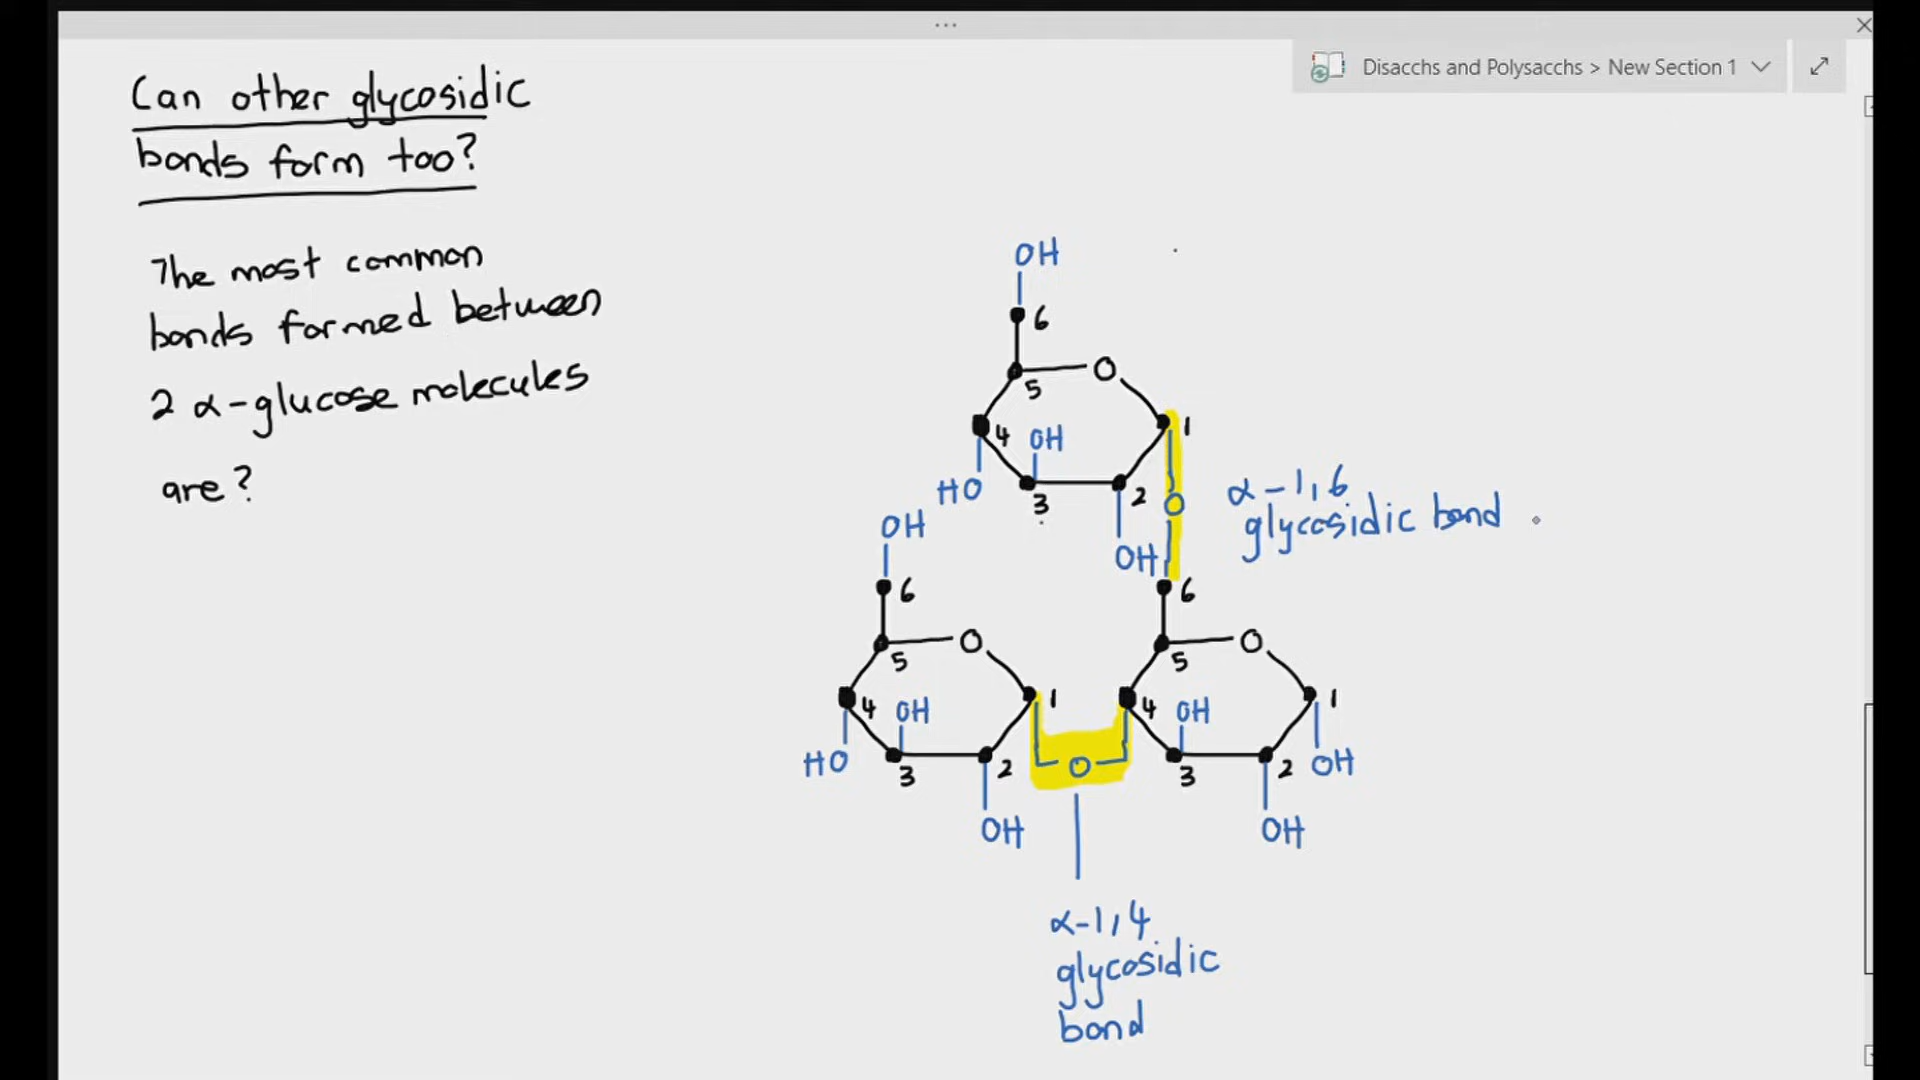 ...
Disacchs and Polysacchs > New Section 1
Can other glycosidic
bonds form too?
The most common
bonds formed between
2 α-glucose molecules
are?
OH
6
5 O
4 OH 1
HO 3 2 O
OH
α-1,6
glycosidic bond
OH
6
5 O
4 OH 1
HO 3 2
OH
O
6
5 O
4 OH 1
3 2 OH
OH
α-1,4
glycosidic
bond